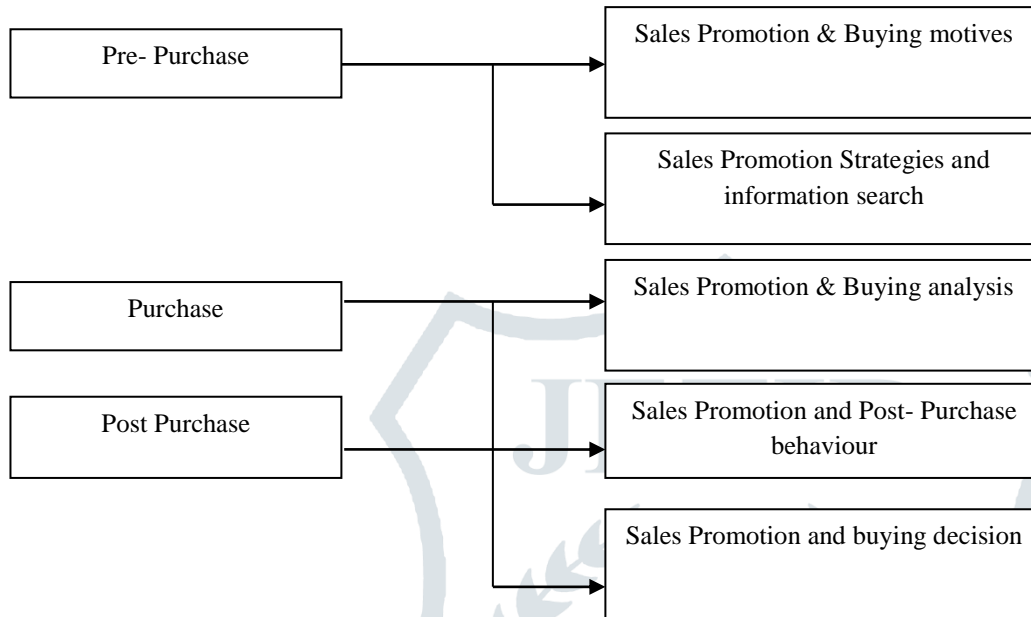 Pre- Purchase
Sales Promotion & Buying motives
Sales Promotion Strategies and
information search
Purchase
Sales Promotion & Buying analysis
Post Purchase
Sales Promotion and Post- Purchase
behaviour
Sales Promotion and buying decision